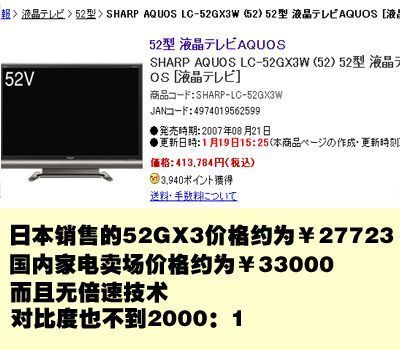 報 > 液晶テレビ > 52型 > SHARP AQUOS LC-52GX3W (52) 52型 液晶テレビAQUOS [液晶
52型 液晶テレビAQUOS
SHARP AQUOS LC-52GX3W (52) 52型 液晶テ
OS [液晶テレビ]
52V
商品コード:SHARP-LC-52GX3W
JANコード:4974019562599
●発売時期:2007年08月21日
●更新日時:1月19日15:25(本商品ページの作成・更新時刻
価格:413,784円(税込)
3,940ポイント獲得
送料・手数料について
日本销售的52GX3价格约为￥27723
国内家电卖场价格约为￥33000
而且无倍速技术
对比度也不到2000：1